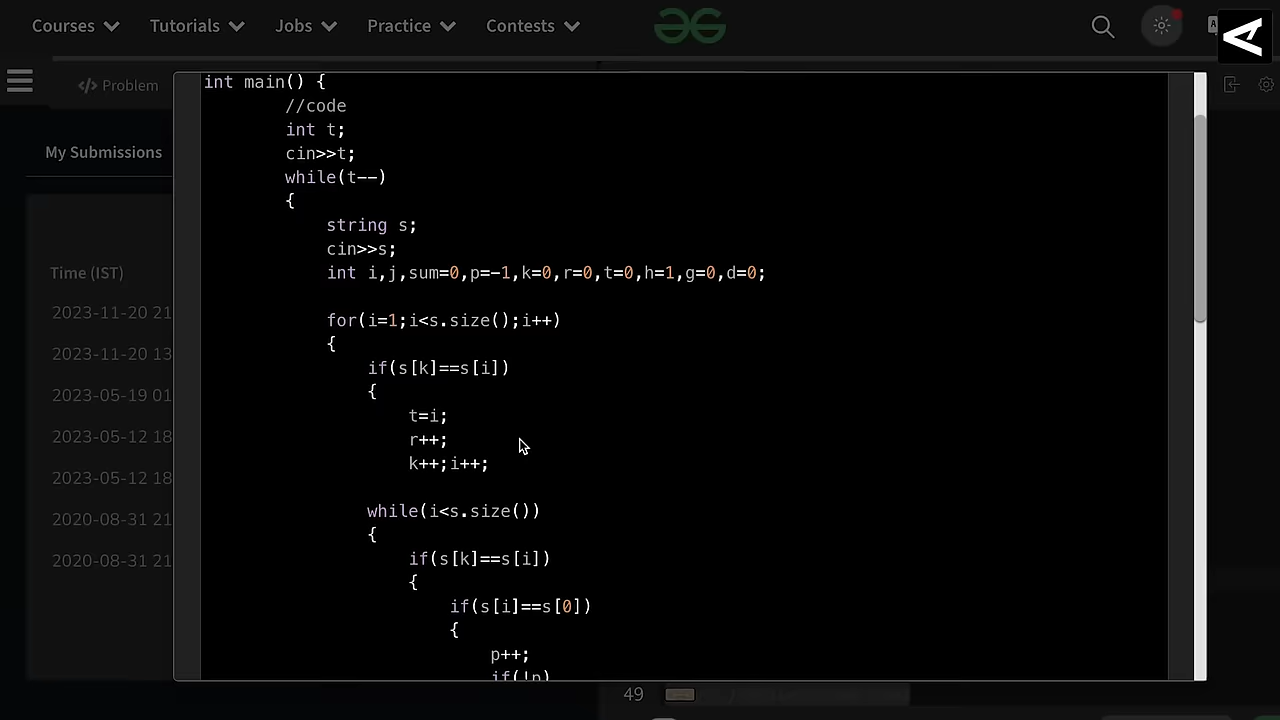 Courses Tutorials Jobs Practice Contests
</> Problem
int main() {
//code
int t;
cin>>t;
while(t--)
{
My Submissions
string s;
cin>>s;
int i,j,sum=0,p=-1,k=0,r=0,t=0,h=1,g=0,d=0;
Time (IST)
2023-11-20 21
for(i=1;i<s.size();i++)
{
2023-11-20 13
if(s[k]==s[i])
{
2023-05-19 01
t=i;
r++;
2023-05-12 18
k++;i++;
2023-05-12 18
while(i<s.size())
2020-08-31 21
{
if(s[k]==s[i])
2020-08-31 21
{
if(s[i]==s[0])
{
p++;
if(!p)
49